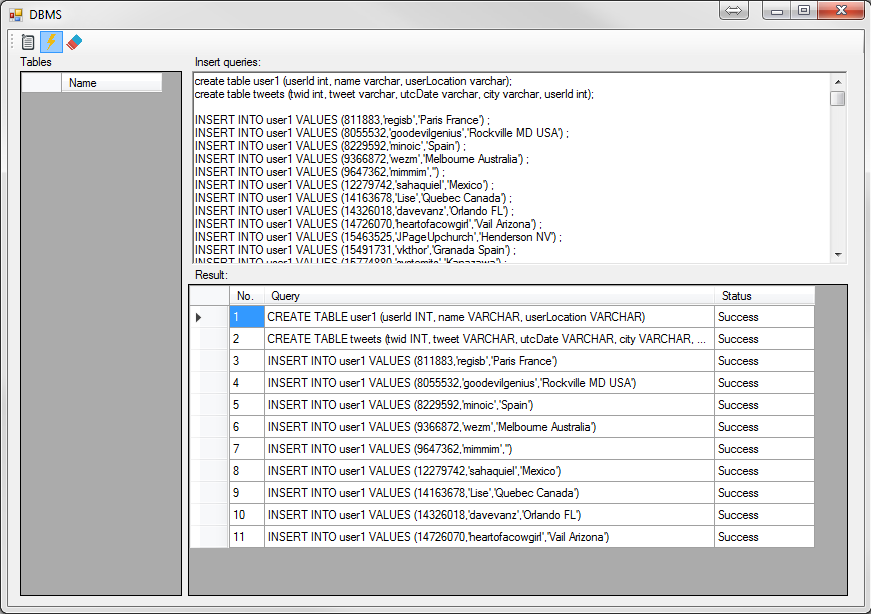 DBMS
Tables
Name
Insert queries:
create table user1 (userId int, name varchar, userLocation varchar);
create table tweets (twid int, tweet varchar, utcDate varchar, city varchar, userId int);
INSERT INTO user1 VALUES (811883,'regisb','Paris France') ;
INSERT INTO user1 VALUES (8055532,'goodevilgenius','Rockville MD USA') ;
INSERT INTO user1 VALUES (8229592,'minoic','Spain') ;
INSERT INTO user1 VALUES (9366872,'wezm','Melbourne Australia') ;
INSERT INTO user1 VALUES (9647362,'mimmim','') ;
INSERT INTO user1 VALUES (12279742,'sahaquiel','Mexico') ;
INSERT INTO user1 VALUES (14163678,'Lise','Quebec Canada') ;
INSERT INTO user1 VALUES (14326018,'davevanz','Orlando FL') ;
INSERT INTO user1 VALUES (14726070,'heartofacowgirl','Vail Arizona') ;
INSERT INTO user1 VALUES (15463525,'JPageUpchurch','Henderson NV') ;
INSERT INTO user1 VALUES (15491731,'vkthor','Granada Spain') ;
INSERT INTO user1 VALUES
Result:
No. Query Status
1 CREATE TABLE user1 (userId INT, name VARCHAR, userLocation VARCHAR) Success
2 CREATE TABLE tweets (twid INT, tweet VARCHAR, utcDate VARCHAR, city VARCHAR, ... Success
3 INSERT INTO user1 VALUES (811883,'regisb','Paris France') Success
4 INSERT INTO user1 VALUES (8055532,'goodevilgenius','Rockville MD USA') Success
5 INSERT INTO user1 VALUES (8229592,'minoic','Spain') Success
6 INSERT INTO user1 VALUES (9366872,'wezm','Melbourne Australia') Success
7 INSERT INTO user1 VALUES (9647362,'mimmim','') Success
8 INSERT INTO user1 VALUES (12279742,'sahaquiel','Mexico') Success
9 INSERT INTO user1 VALUES (14163678,'Lise','Quebec Canada') Success
10 INSERT INTO user1 VALUES (14326018,'davevanz','Orlando FL') Success
11 INSERT INTO user1 VALUES (14726070,'heartofacowgirl','Vail Arizona') Success